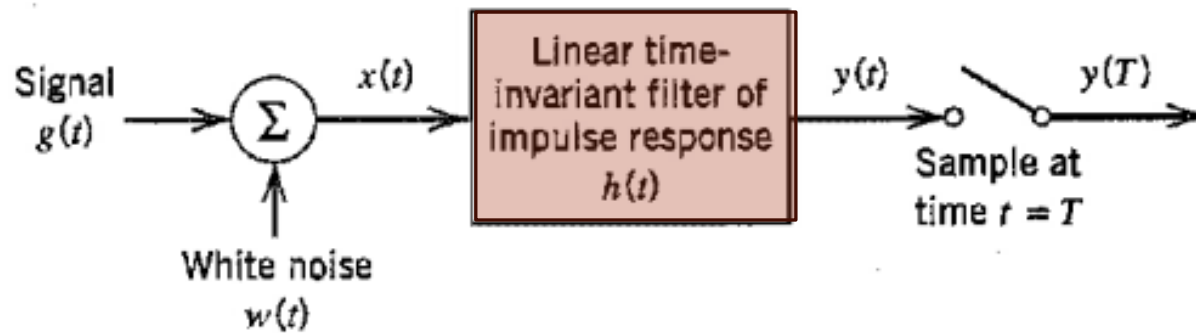 Signal
g(t)
Σ
x(t)
White noise
w(t)
Linear time-
invariant filter of
impulse response
h(t)
y(t)
y(T)
Sample at
time t = T